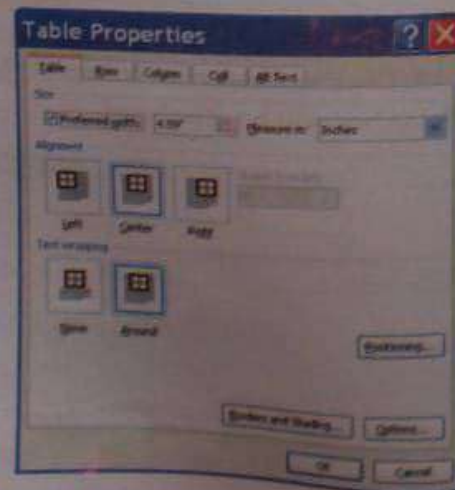 Table Properties
Table Row Column Cell Alt Text
Size
Preferred width: Measure in: Inches
Alignment
Left Center Right
Text wrapping
None Around
Positioning...
Borders and Shading... Options...
OK Cancel